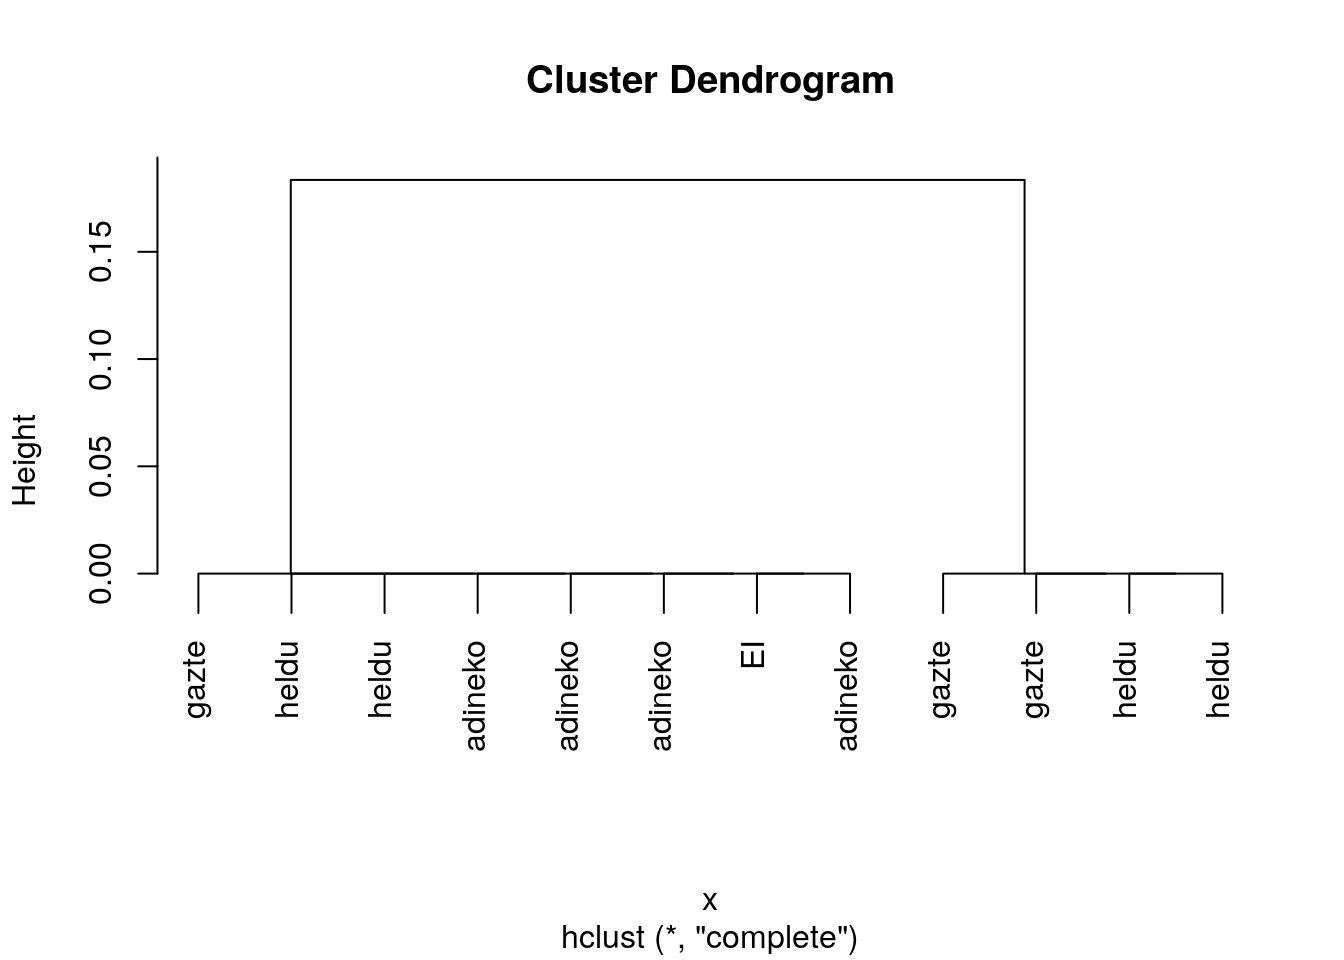 Cluster Dendrogram
Height
0.00 0.05 0.10 0.15
gazte heldu heldu adineko adineko adineko EI adineko gazte gazte heldu heldu
x
hclust (*, "complete")